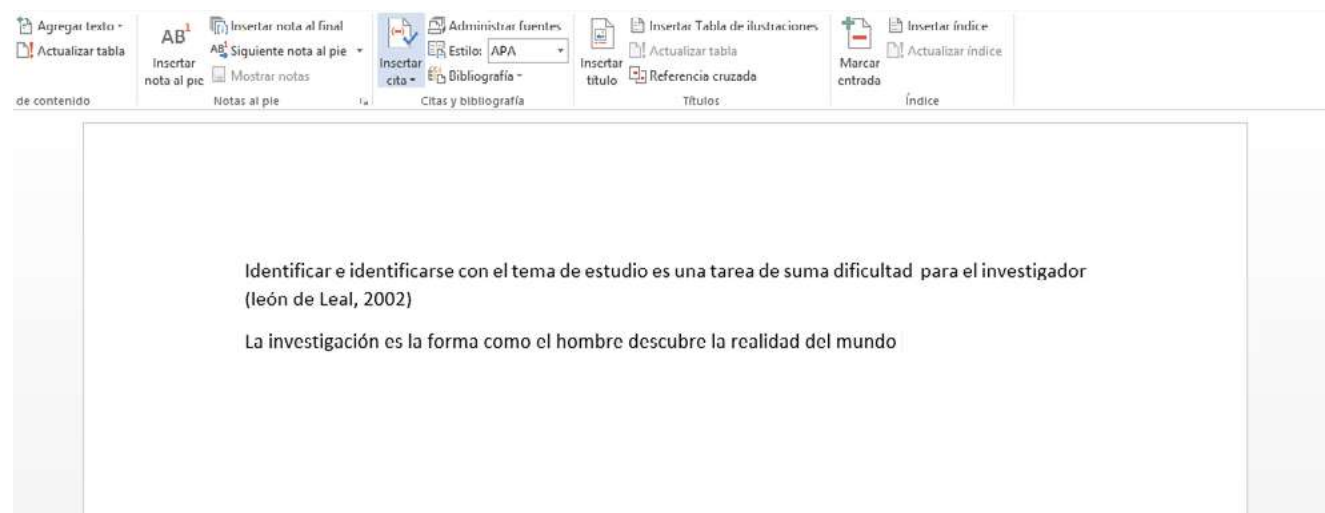 Agregar texto
Actualizar tabla
de contenido
AB1
Insertar
nota al pie
Insertar nota al final
AB1 Siguiente nota al pie
Mostrar notas
Notas al pie
Insertar
cita
Administrar fuentes
Estilo: APA
Bibliografía
Citas y bibliografía
Insertar
título
Insertar Tabla de ilustraciones
Actualizar tabla
Referencia cruzada
Títulos
Marcar
entrada
Insertar índice
Actualizar índice
Índice
Identificar e identificarse con el tema de estudio es una tarea de suma dificultad para el investigador
(león de Leal, 2002)
La investigación es la forma como el hombre descubre la realidad del mundo